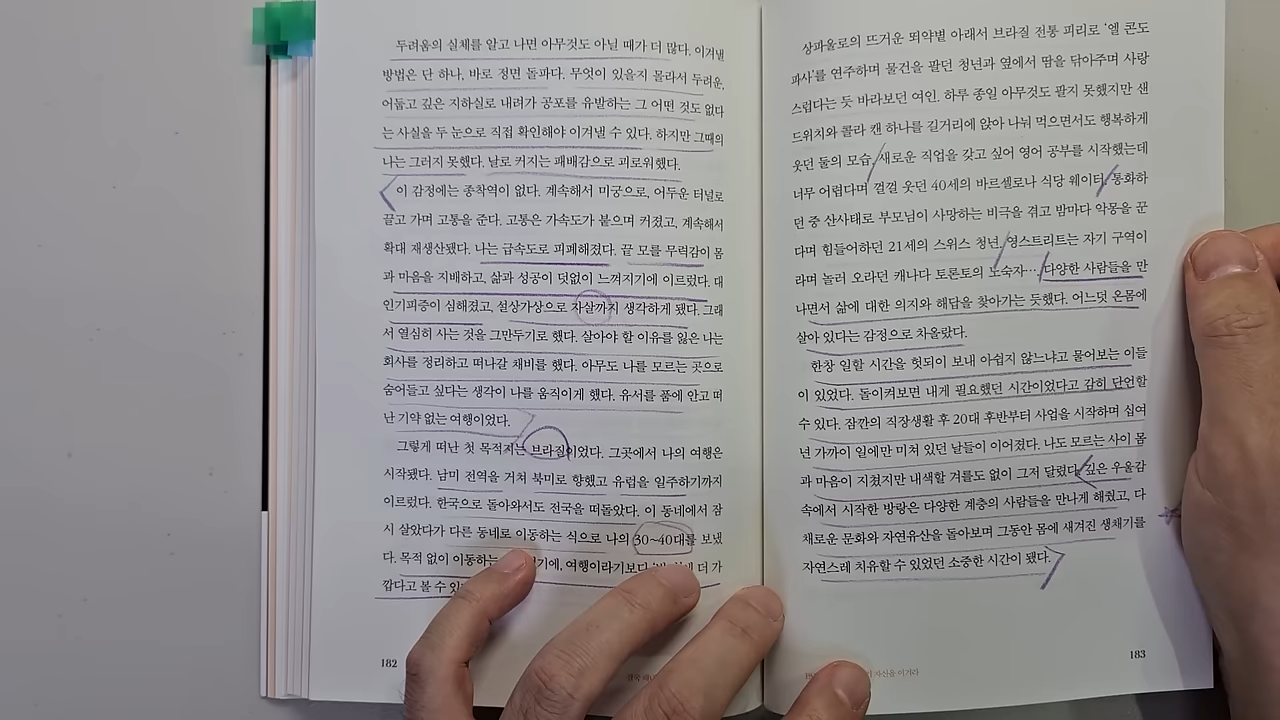 두려움의 실체를 알고 나면 아무것도 아닐 때가 더 많다. 이겨낼
방법은 단 하나, 바로 정면 돌파다. 무엇이 있을지 몰라서 두려운,
어둡고 깊은 지하실로 내려가 공포를 유발하는 그 어떤 것도 없다
는 사실을 두 눈으로 직접 확인해야 이겨낼 수 있다. 하지만 그때의
나는 그러지 못했다. 날로 커지는 패배감으로 괴로워했다.
이 감정에는 종착역이 없다. 계속해서 미궁으로, 어두운 터널로
끌고 가며 고통을 준다. 고통은 가속도가 붙으며 커졌고, 계속해서
확대 재생산됐다. 나는 급속도로 피폐해졌다. 끝 모를 무력감이 몸
과 마음을 지배하고, 삶과 성공이 덧없이 느껴지기에 이르렀다. 대
인기피증이 심해졌고, 설상가상으로 자살까지 생각하게 됐다. 그래
서 열심히 사는 것을 그만두기로 했다. 살아야 할 이유를 잃은 나는
회사를 정리하고 떠나갈 채비를 했다. 아무도 나를 모르는 곳으로
숨어들고 싶다는 생각이 나를 움직이게 했다. 유서를 품에 안고 떠
난 기약 없는 여행이었다.
그렇게 떠난 첫 목적지는 브라질이었다. 그곳에서 나의 여행은
시작됐다. 남미 전역을 거쳐 북미로 향했고 유럽을 일주하기까지
이르렀다. 한국으로 돌아와서도 전국을 떠돌았다. 이 동네에서 잠
시 살았다가 다른 동네로 이동하는 식으로 나의 30~40대를 보냈
다. 목적 없이 이동하는 여행이라기보다 더 가
깝다고 볼 수
182
상파울로의 뜨거운 뙤약볕 아래서 브라질 전통 피리로 ‘엘 콘도
파사’를 연주하며 물건을 팔던 청년과 옆에서 땀을 닦아주며 사랑
스럽다는 듯 바라보던 여인. 하루 종일 아무것도 팔지 못했지만 샌
드위치와 콜라 캔 하나를 길거리에 앉아 나눠 먹으면서도 행복하게
웃던 둘의 모습, 새로운 직업을 갖고 싶어 영어 공부를 시작했는데
너무 어렵다며 껄껄 웃던 40세의 바르셀로나 식당 웨이터, 통화하
던 중 산사태로 부모님이 사망하는 비극을 겪고 밤마다 악몽을 꾼
다며 힘들어하던 21세의 스위스 청년, 영스트리트는 자기 구역이
라며 놀러 오라던 캐나다 토론토의 노숙자… 다양한 사람들을 만
나면서 삶에 대한 의지와 해답을 찾아가는 듯했다. 어느덧 온몸에
살아 있다는 감정으로 차올랐다.
한창 일할 시간을 헛되이 보내 아쉽지 않느냐고 물어보는 이들
이 있었다. 돌이켜보면 내게 필요했던 시간이었다고 감히 단언할
수 있다. 잠깐의 직장생활 후 20대 후반부터 사업을 시작하며 십여
년 가까이 일에만 미쳐 있던 날들이 이어졌다. 나도 모르는 사이 몸
과 마음이 지쳤지만 내색할 겨를도 없이 그저 달렸다. 깊은 우울감
속에서 시작한 방랑은 다양한 계층의 사람들을 만나게 해줬고, 다
채로운 문화와 자연유산을 돌아보며 그동안 몸에 새겨진 생채기를
자연스레 치유할 수 있었던 소중한 시간이 됐다.
자신을 이겨라
183